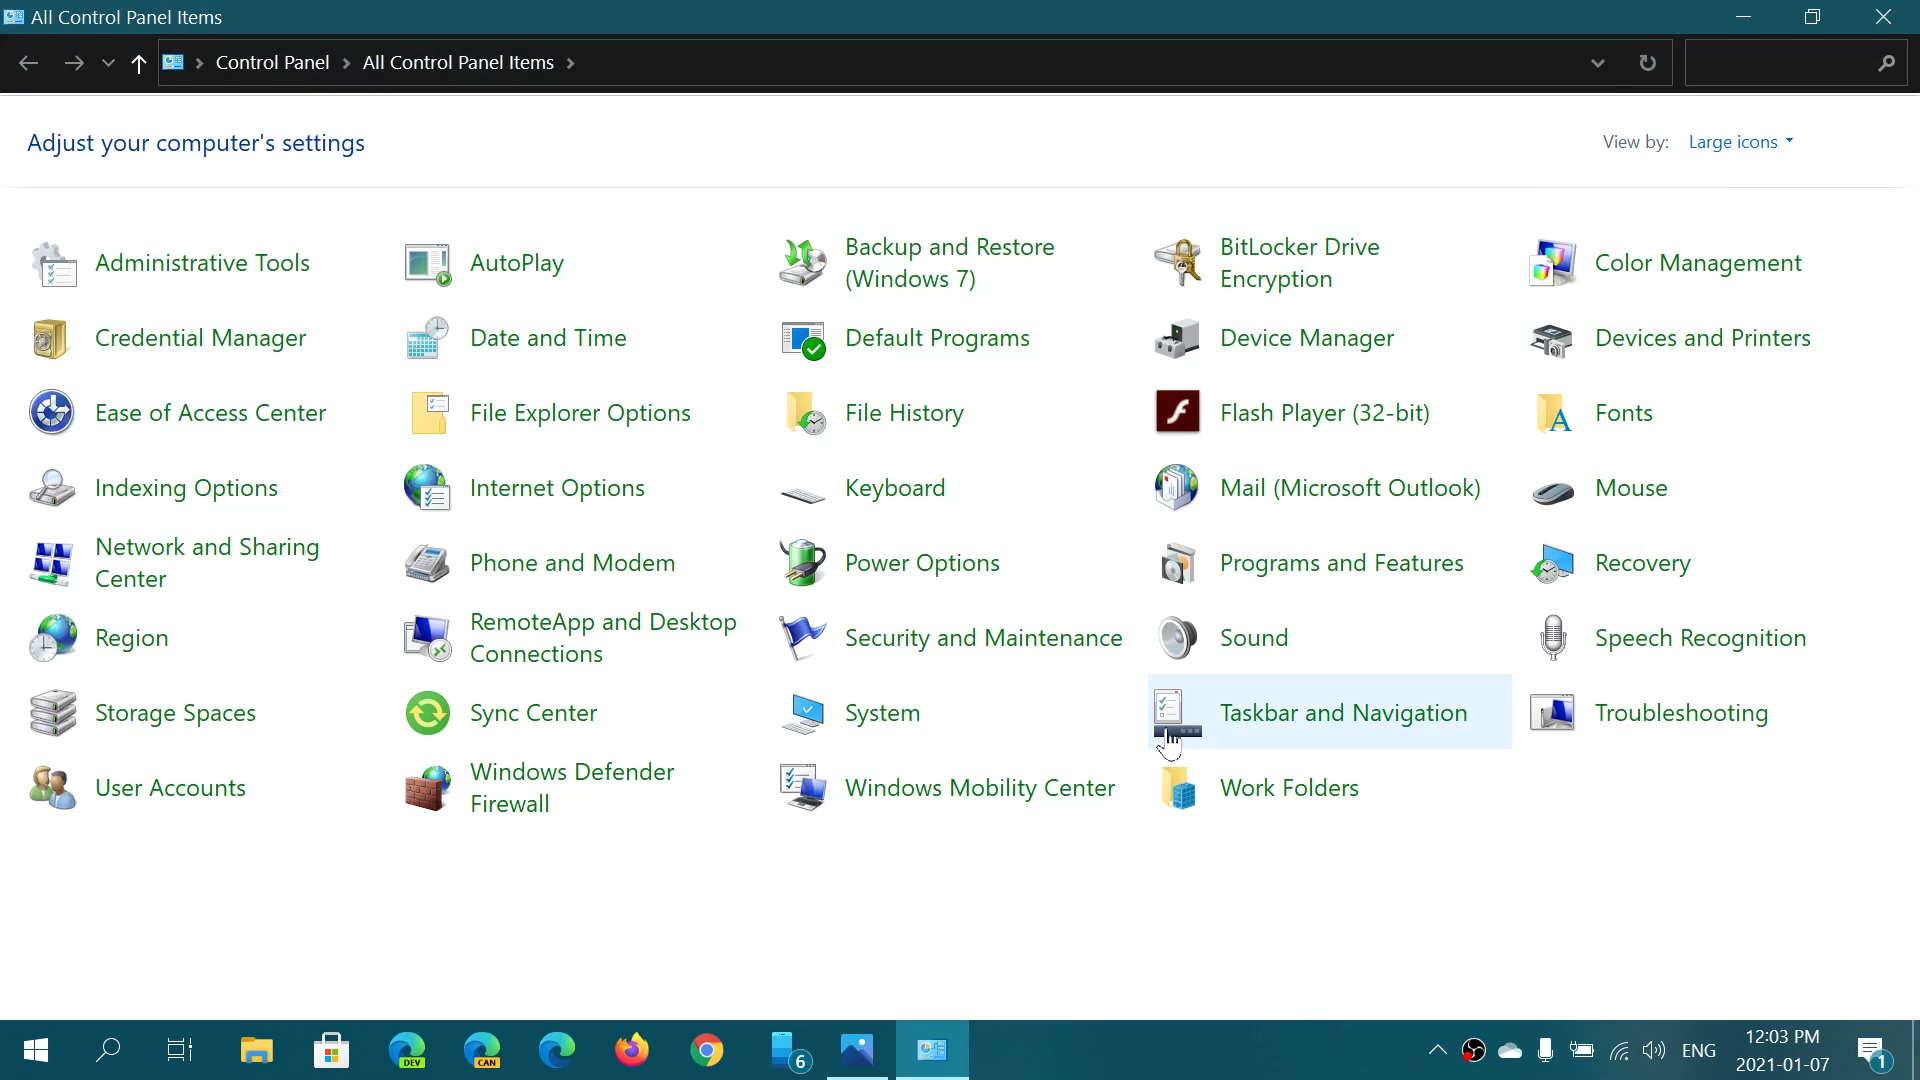 All Control Panel Items
Control Panel
All Control Panel Items
Adjust your computer's settings
View by:
Large icons
Administrative Tools
AutoPlay
Backup and Restore
(Windows 7)
BitLocker Drive
Encryption
Color Management
Credential Manager
Date and Time
Default Programs
Device Manager
Devices and Printers
Ease of Access Center
File Explorer Options
File History
Flash Player (32-bit)
Fonts
Indexing Options
Internet Options
Keyboard
Mail (Microsoft Outlook)
Mouse
Network and Sharing
Center
Phone and Modem
Power Options
Programs and Features
Recovery
Region
RemoteApp and Desktop
Connections
Security and Maintenance
Sound
Speech Recognition
Storage Spaces
Sync Center
System
Taskbar and Navigation
Troubleshooting
User Accounts
Windows Defender
Firewall
Windows Mobility Center
Work Folders
DEV
CAN
6
ENG
12:03 PM
2021-01-07
1